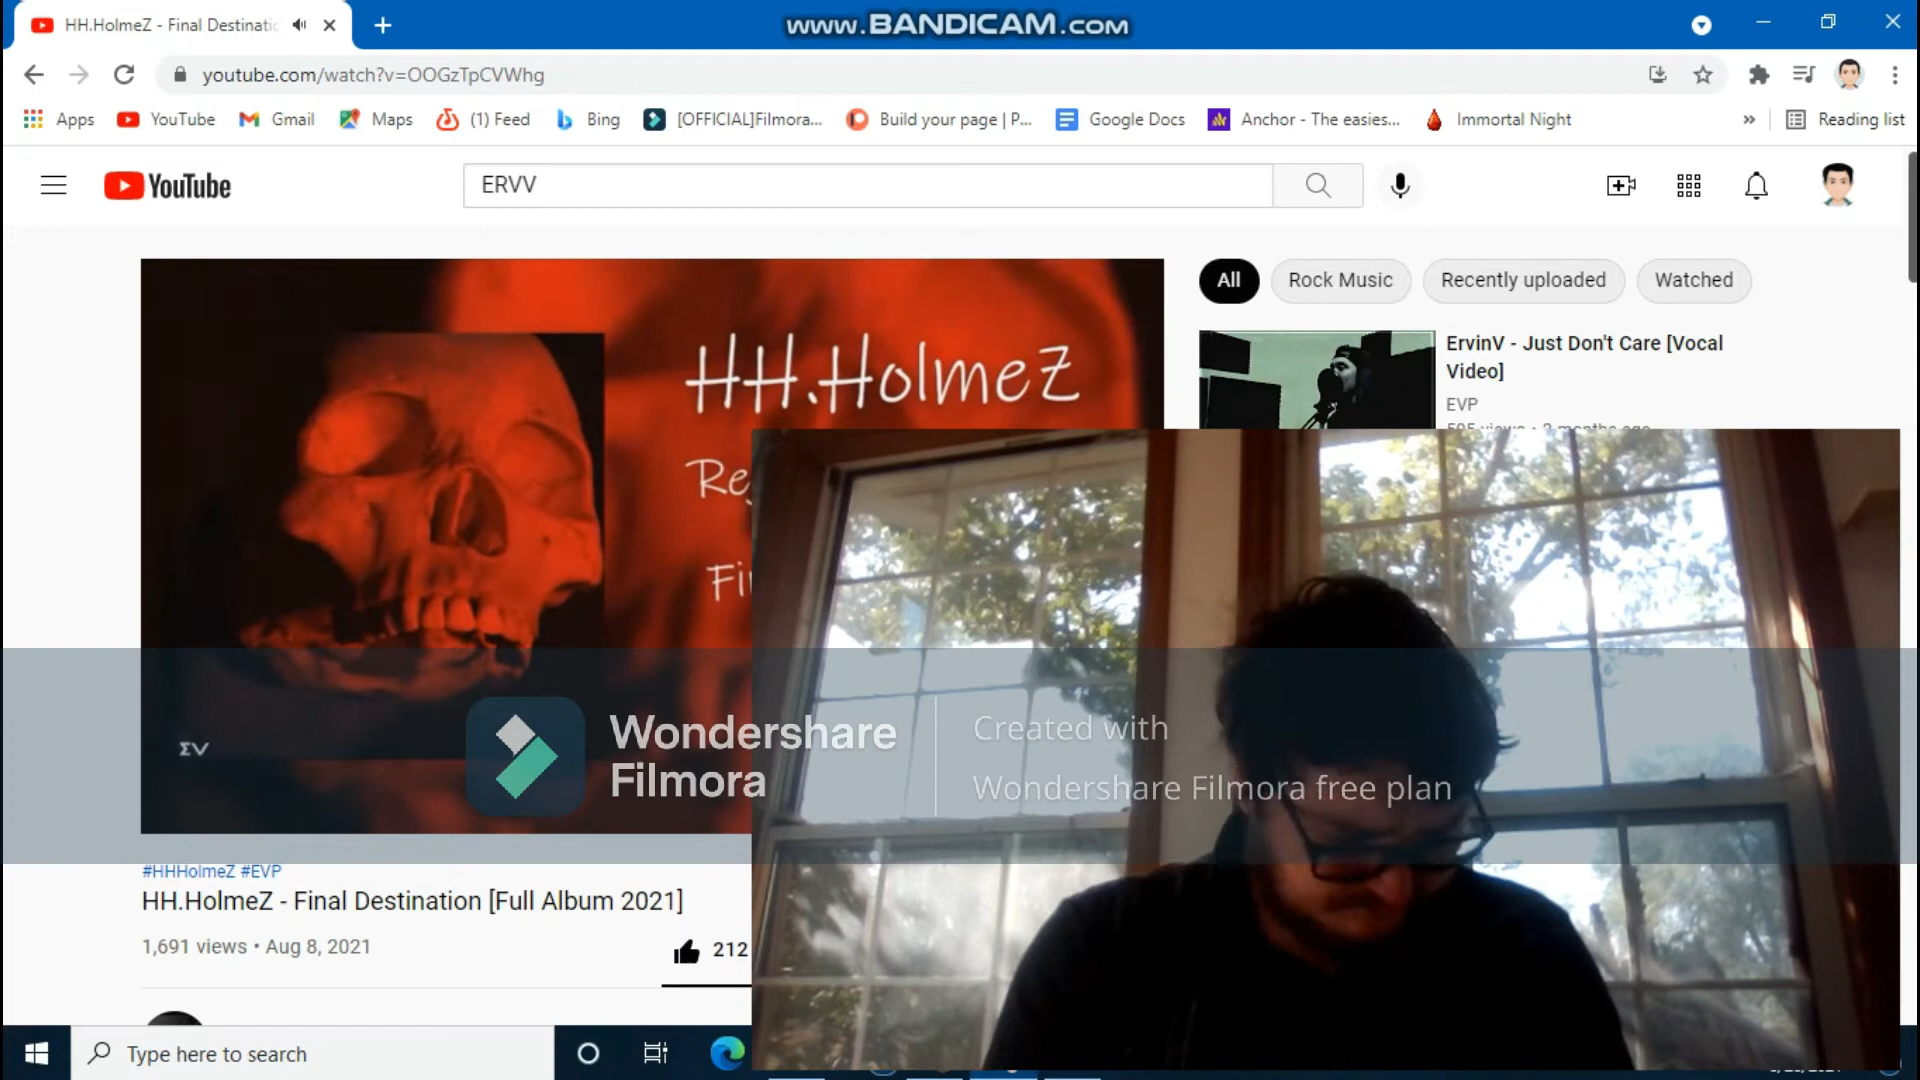 HH.HolmeZ - Final Destinatic
www.BANDICAM.com
youtube.com/watch?v=OOGzTpCVWhg
Apps YouTube Gmail Maps (1) Feed Bing [OFFICIAL]Filmora... Build your page | P... Google Docs Anchor - The easies... Immortal Night » Reading list
YouTube
ERVV
HH.HolmeZ
Fi
ΣV
All Rock Music Recently uploaded Watched
ErvinV - Just Don't Care [Vocal
Video]
EVP
Wondershare
Filmora
Created with
Wondershare Filmora free plan
#HHHolmeZ #EVP
HH.HolmeZ - Final Destination [Full Album 2021]
1,691 views • Aug 8, 2021
212
Type here to search